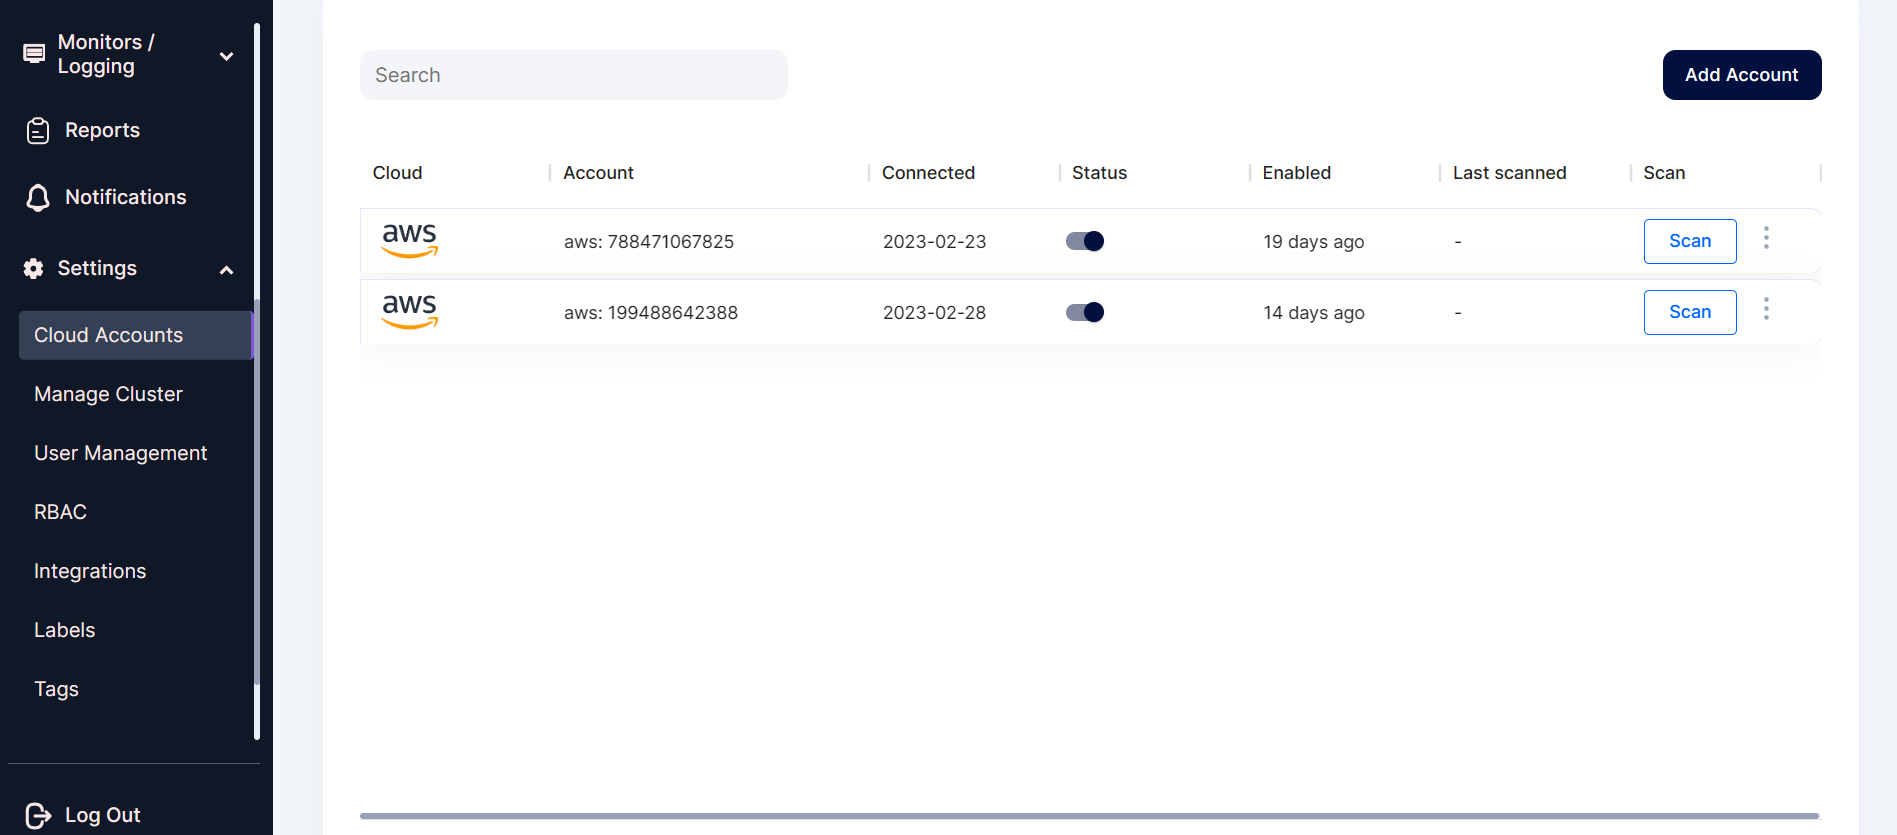 Monitors /
Logging
Reports
Notifications
Settings
Cloud Accounts
Manage Cluster
User Management
RBAC
Integrations
Labels
Tags
Log Out
Search
Add Account
Cloud Account Connected Status Enabled Last scanned Scan
aws aws: 788471067825 2023-02-23 19 days ago - Scan
aws aws: 199488642388 2023-02-28 14 days ago - Scan